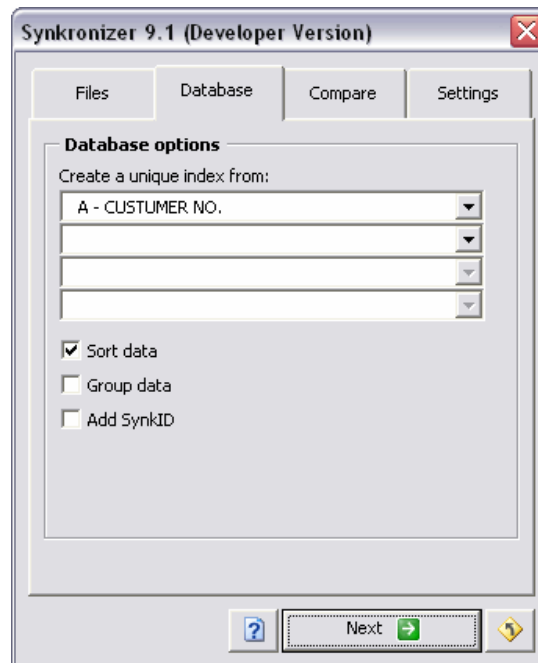 Synkronizer 9.1 (Developer Version)
Files Database Compare Settings
Database options
Create a unique index from:
A - CUSTUMER NO.
Sort data
Group data
Add SynkID
Next